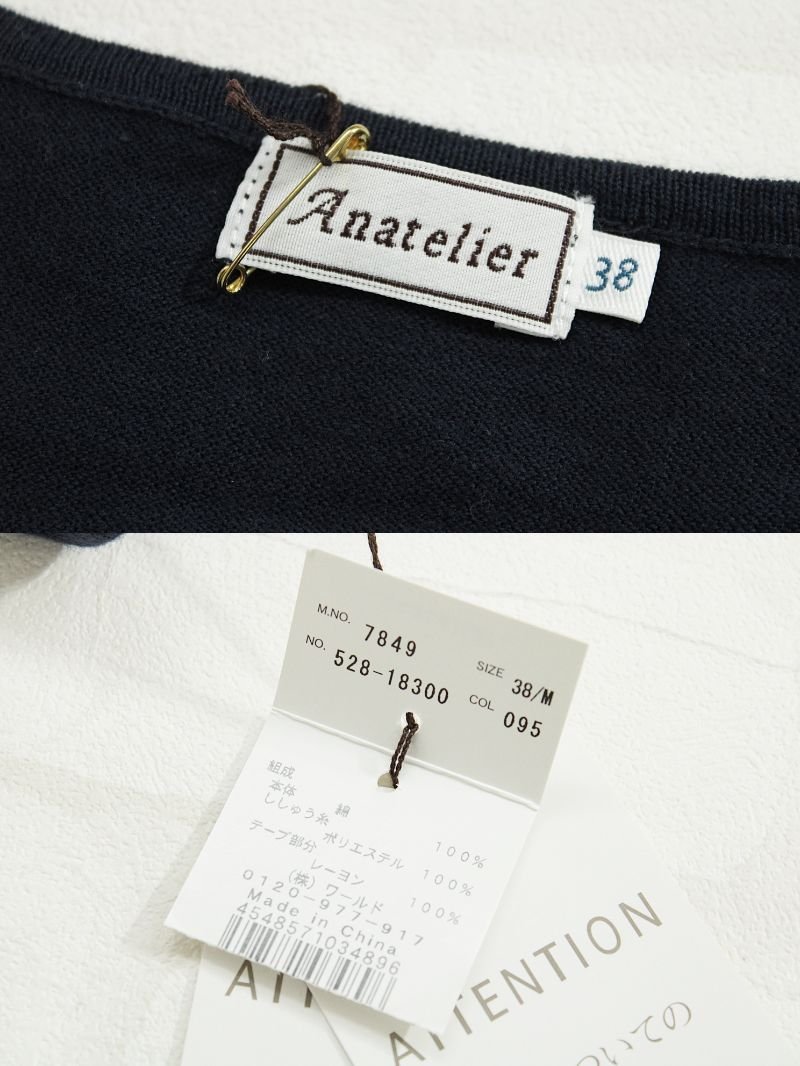 Anatelier
38
M.NO. 7849
NO. 528-18300
SIZE 38/M
COL 095
組成
本体 綿 100%
ししゅう糸 ポリエステル 100%
テープ部分 レーヨン 100%
(株)ワールド
0120-977-917
Made in China
4548571034896
ATTENTION
ついての